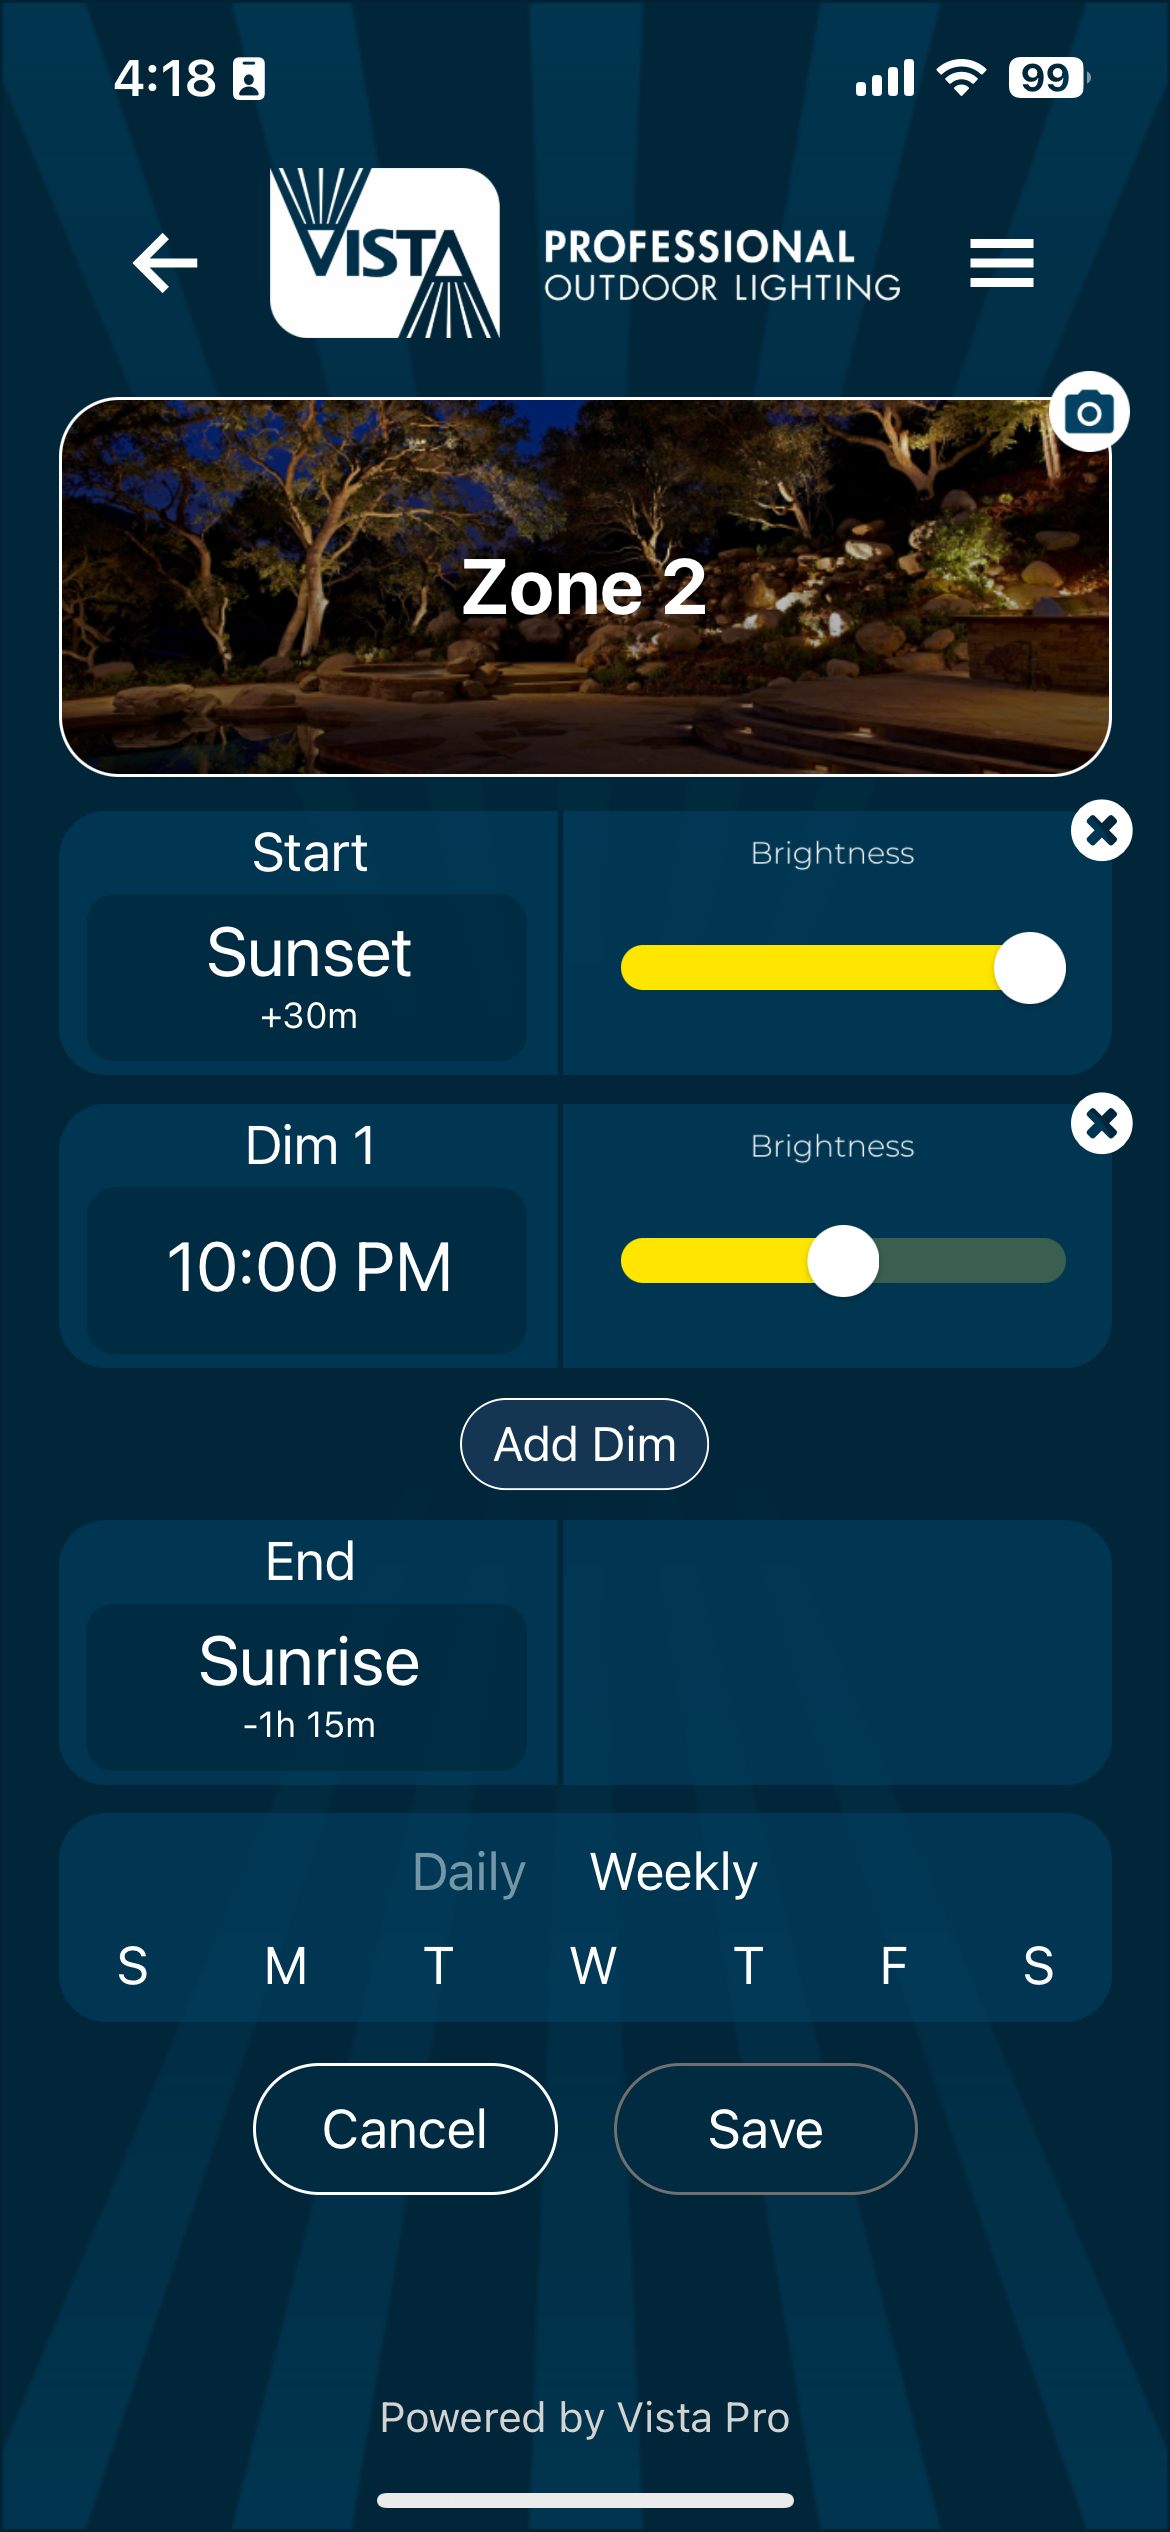 4:18
99
VISTA
PROFESSIONAL
OUTDOOR LIGHTING
Zone 2
Start
Brightness
Sunset
+30m
Dim 1
Brightness
10:00 PM
Add Dim
End
Sunrise
-1h 15m
Daily Weekly
S M T W T F S
Cancel Save
Powered by Vista Pro